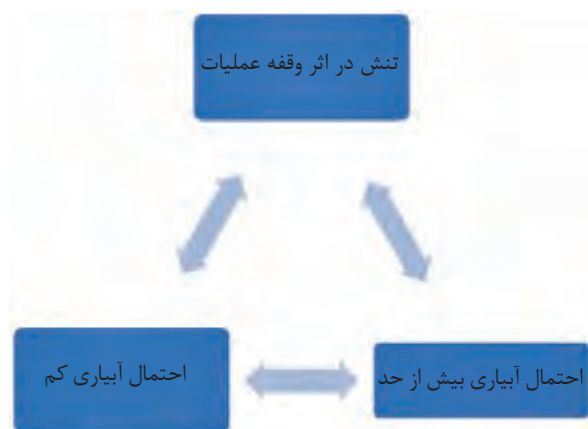 تنش در اثر وقفه عملیات
احتمال آبیاری کم
احتمال آبیاری بیش از حد